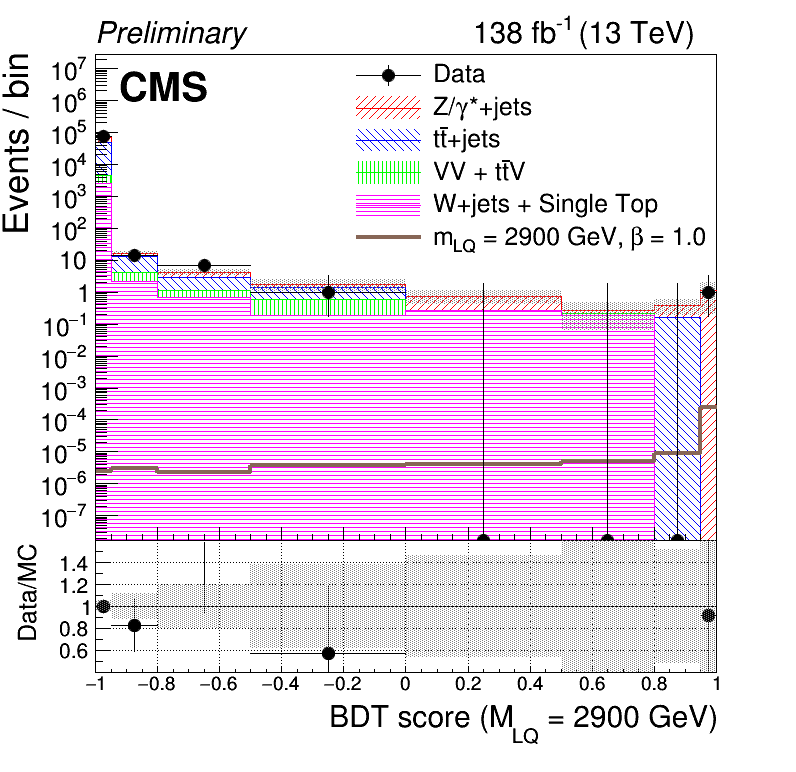 Preliminary 138 fb⁻¹ (13 TeV)
CMS
Events / bin
10⁷
10⁶
10⁵
10⁴
10³
10²
10
1
10⁻¹
10⁻²
10⁻³
10⁻⁴
10⁻⁵
10⁻⁶
10⁻⁷
Data
Z/γ*+jets
tt̄+jets
VV + tt̄V
W+jets + Single Top
m_LQ = 2900 GeV, β = 1.0
Data/MC
1.4
1.2
1
0.8
0.6
−1 −0.8 −0.6 −0.4 −0.2 0 0.2 0.4 0.6 0.8 1
BDT score (M_LQ = 2900 GeV)